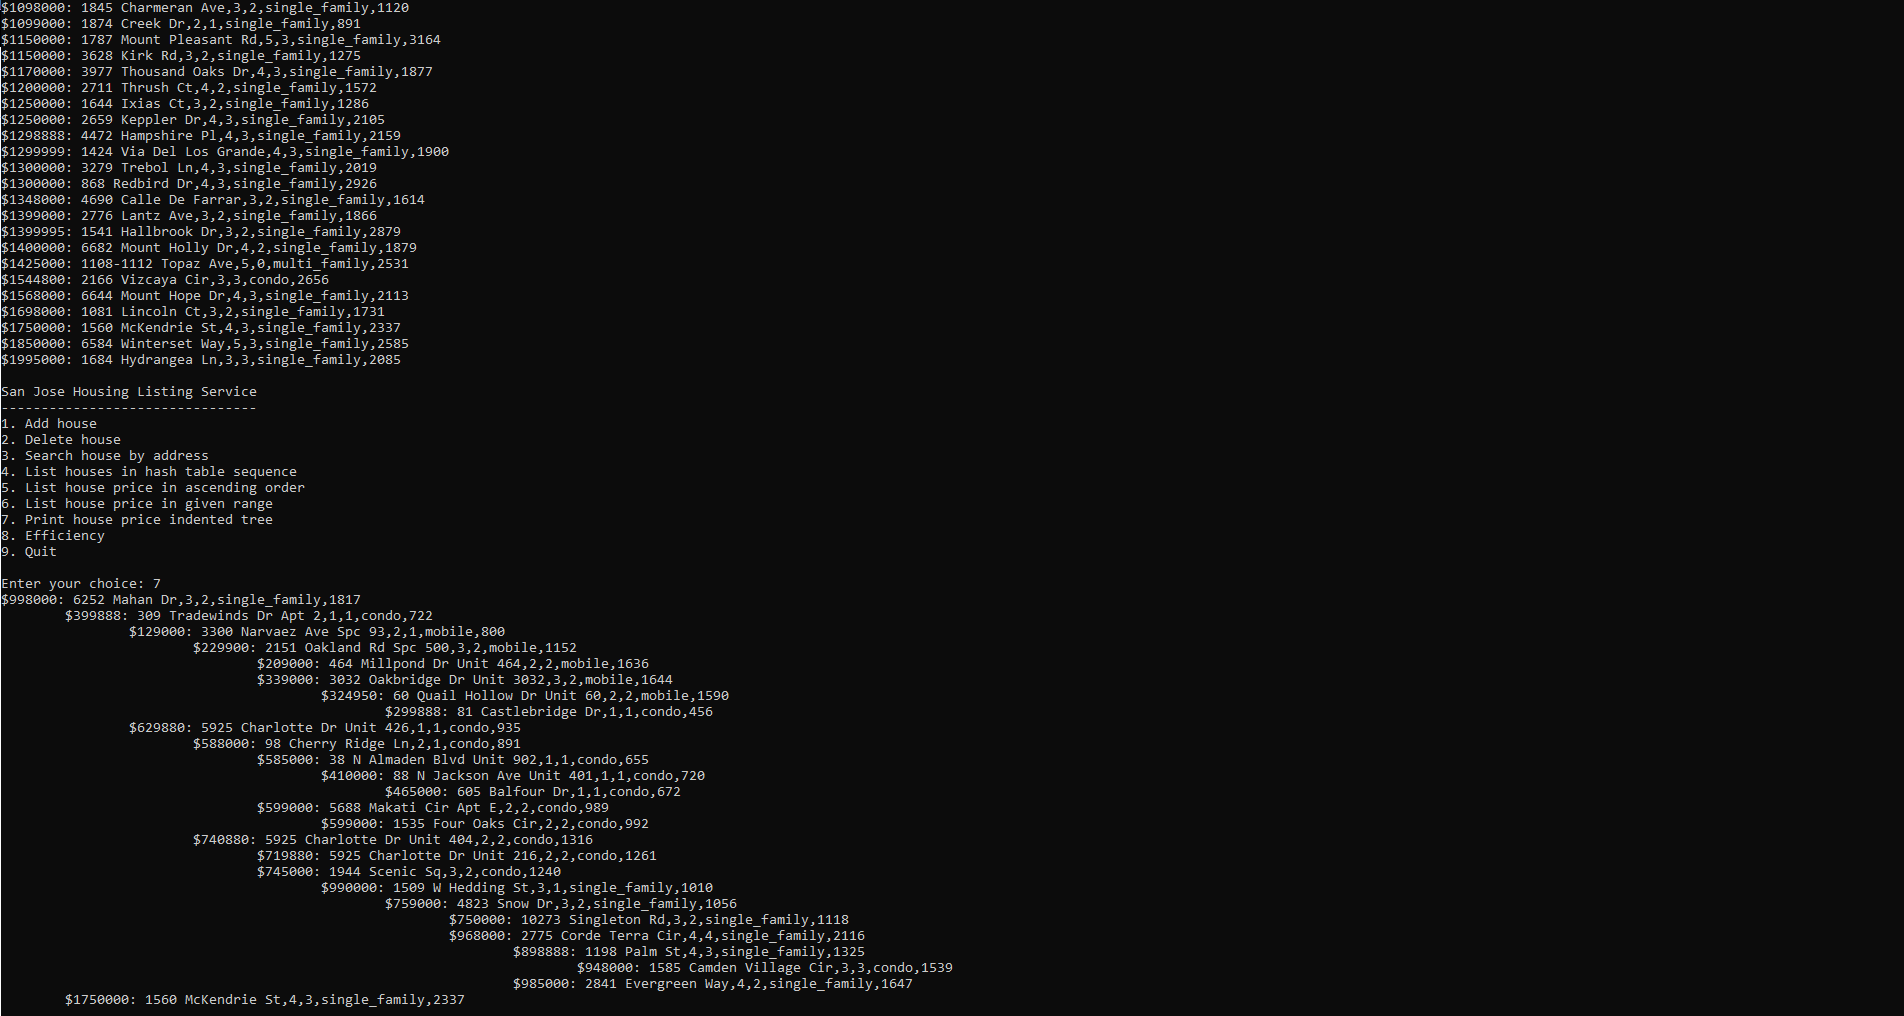 $1098000: 1845 Charmeran Ave,3,2,single_family,1120
$1099000: 1874 Creek Dr,2,1,single_family,891
$1150000: 1787 Mount Pleasant Rd,5,3,single_family,3164
$1150000: 3628 Kirk Rd,3,2,single_family,1275
$1170000: 3977 Thousand Oaks Dr,4,3,single_family,1877
$1200000: 2711 Thrush Ct,4,2,single_family,1572
$1250000: 1644 Ixias Ct,3,2,single_family,1286
$1250000: 2659 Keppler Dr,4,3,single_family,2105
$1298888: 4472 Hampshire Pl,4,3,single_family,2159
$1299999: 1424 Via Del Los Grande,4,3,single_family,1900
$1300000: 3279 Trebol Ln,4,3,single_family,2019
$1300000: 868 Redbird Dr,4,3,single_family,2926
$1348000: 4690 Calle De Farrar,3,2,single_family,1614
$1399000: 2776 Lantz Ave,3,2,single_family,1866
$1399995: 1541 Hallbrook Dr,3,2,single_family,2879
$1400000: 6682 Mount Holly Dr,4,2,single_family,1879
$1425000: 1108-1112 Topaz Ave,5,0,multi_family,2531
$1544800: 2166 Vizcaya Cir,3,3,condo,2656
$1568000: 6644 Mount Hope Dr,4,3,single_family,2113
$1698000: 1081 Lincoln Ct,3,2,single_family,1731
$1750000: 1560 McKendrie St,4,3,single_family,2337
$1850000: 6584 Winterset Way,5,3,single_family,2585
$1995000: 1684 Hydrangea Ln,3,3,single_family,2085
San Jose Housing Listing Service
--------------------------------
1. Add house
2. Delete house
3. Search house by address
4. List houses in hash table sequence
5. List house price in ascending order
6. List house price in given range
7. Print house price indented tree
8. Efficiency
9. Quit
Enter your choice: 7
$998000: 6252 Mahan Dr,3,2,single_family,1817
$399888: 309 Tradewinds Dr Apt 2,1,1,condo,722
$129000: 3300 Narvaez Ave Spc 93,2,1,mobile,800
$229900: 2151 Oakland Rd Spc 500,3,2,mobile,1152
$209000: 464 Millpond Dr Unit 464,2,2,mobile,1636
$339000: 3032 Oakbridge Dr Unit 3032,3,2,mobile,1644
$324950: 60 Quail Hollow Dr Unit 60,2,2,mobile,1590
$299888: 81 Castlebridge Dr,1,1,condo,456
$629880: 5925 Charlotte Dr Unit 426,1,1,condo,935
$588000: 98 Cherry Ridge Ln,2,1,condo,891
$585000: 38 N Almaden Blvd Unit 902,1,1,condo,655
$410000: 88 N Jackson Ave Unit 401,1,1,condo,720
$465000: 605 Balfour Dr,1,1,condo,672
$599000: 5688 Makati Cir Apt E,2,2,condo,989
$599000: 1535 Four Oaks Cir,2,2,condo,992
$740880: 5925 Charlotte Dr Unit 404,2,2,condo,1316
$719880: 5925 Charlotte Dr Unit 216,2,2,condo,1261
$745000: 1944 Scenic Sq,3,2,condo,1240
$990000: 1509 W Hedding St,3,1,single_family,1010
$759000: 4823 Snow Dr,3,2,single_family,1056
$750000: 10273 Singleton Rd,3,2,single_family,1118
$968000: 2775 Corde Terra Cir,4,4,single_family,2116
$898888: 1198 Palm St,4,3,single_family,1325
$948000: 1585 Camden Village Cir,3,3,condo,1539
$985000: 2841 Evergreen Way,4,2,single_family,1647
$1750000: 1560 McKendrie St,4,3,single_family,2337